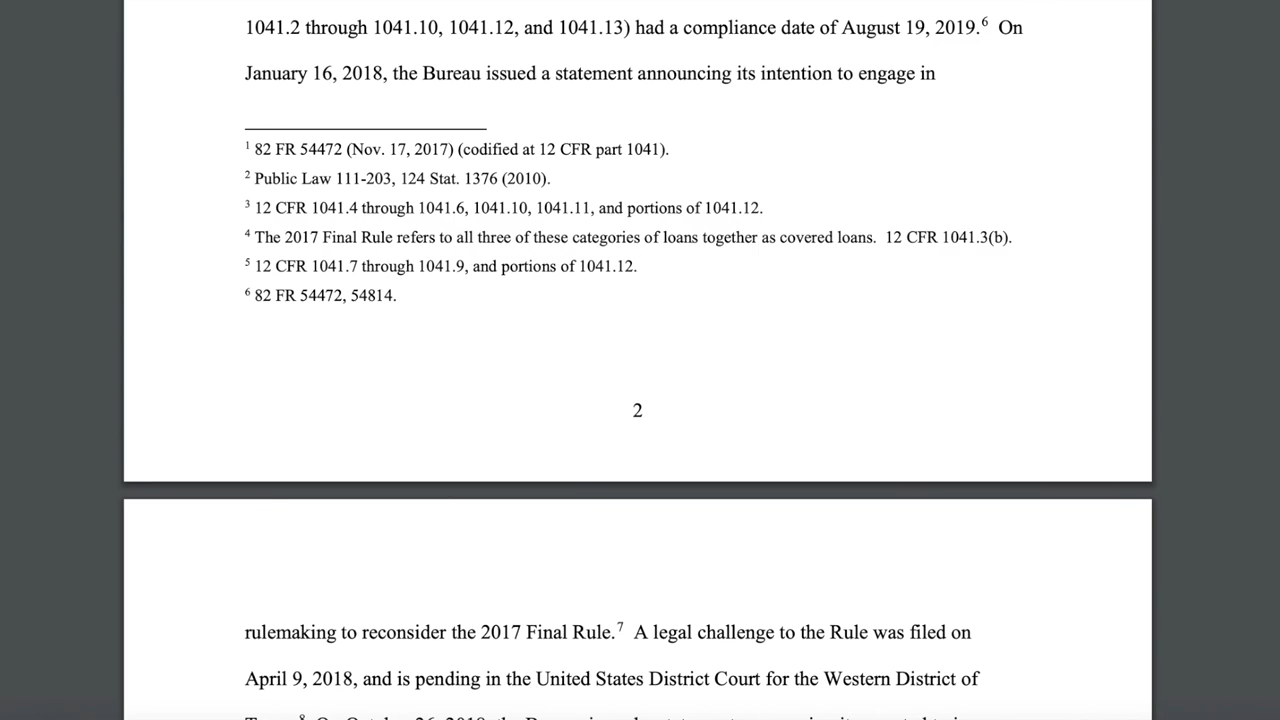 1041.2 through 1041.10, 1041.12, and 1041.13) had a compliance date of August 19, 2019.6 On
January 16, 2018, the Bureau issued a statement announcing its intention to engage in
1 82 FR 54472 (Nov. 17, 2017) (codified at 12 CFR part 1041).
2 Public Law 111-203, 124 Stat. 1376 (2010).
3 12 CFR 1041.4 through 1041.6, 1041.10, 1041.11, and portions of 1041.12.
4 The 2017 Final Rule refers to all three of these categories of loans together as covered loans. 12 CFR 1041.3(b).
5 12 CFR 1041.7 through 1041.9, and portions of 1041.12.
6 82 FR 54472, 54814.
2
rulemaking to reconsider the 2017 Final Rule.7 A legal challenge to the Rule was filed on
April 9, 2018, and is pending in the United States District Court for the Western District of